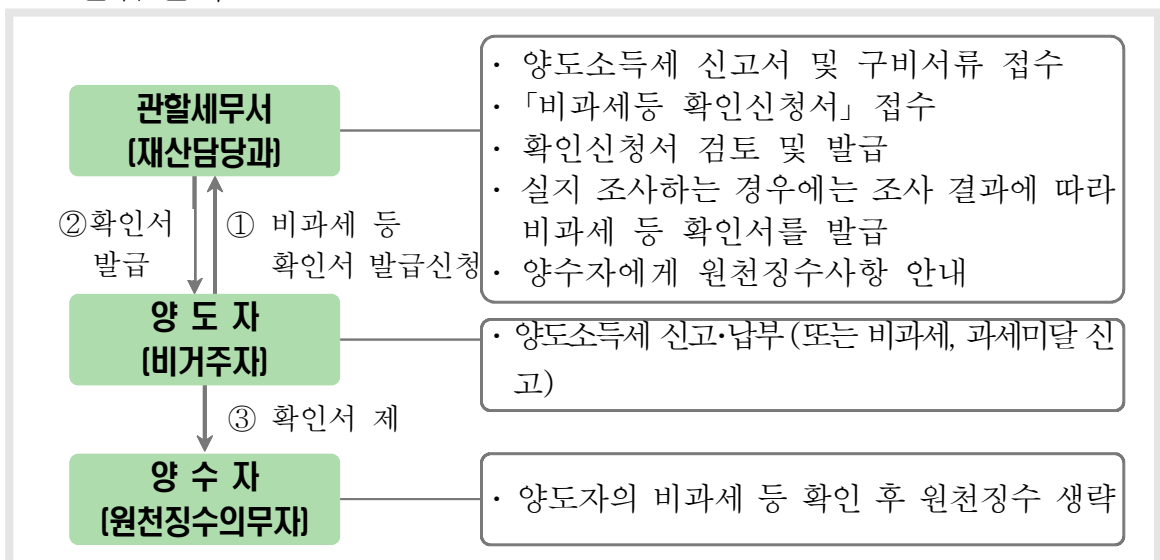 관할세무서
(재산담당과)
· 양도소득세 신고서 및 구비서류 접수
· 「비과세등 확인신청서」 접수
· 확인신청서 검토 및 발급
· 실지 조사하는 경우에는 조사 결과에 따라
비과세 등 확인서를 발급
· 양수자에게 원천징수사항 안내
②확인서
발급
① 비과세 등
확인서 발급신청
양 도 자
(비거주자)
· 양도소득세 신고·납부(또는 비과세, 과세미달 신
고)
③ 확인서 제
양 수 자
(원천징수의무자)
· 양도자의 비과세 등 확인 후 원천징수 생략